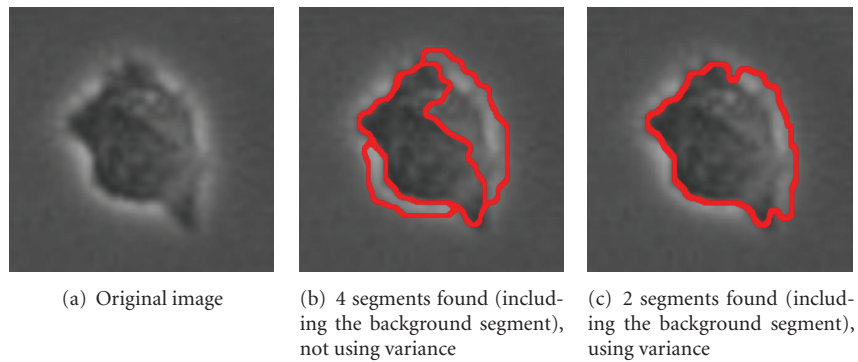 (a) Original image
(b) 4 segments found (includ-
ing the background segment),
not using variance
(c) 2 segments found (includ-
ing the background segment),
using variance